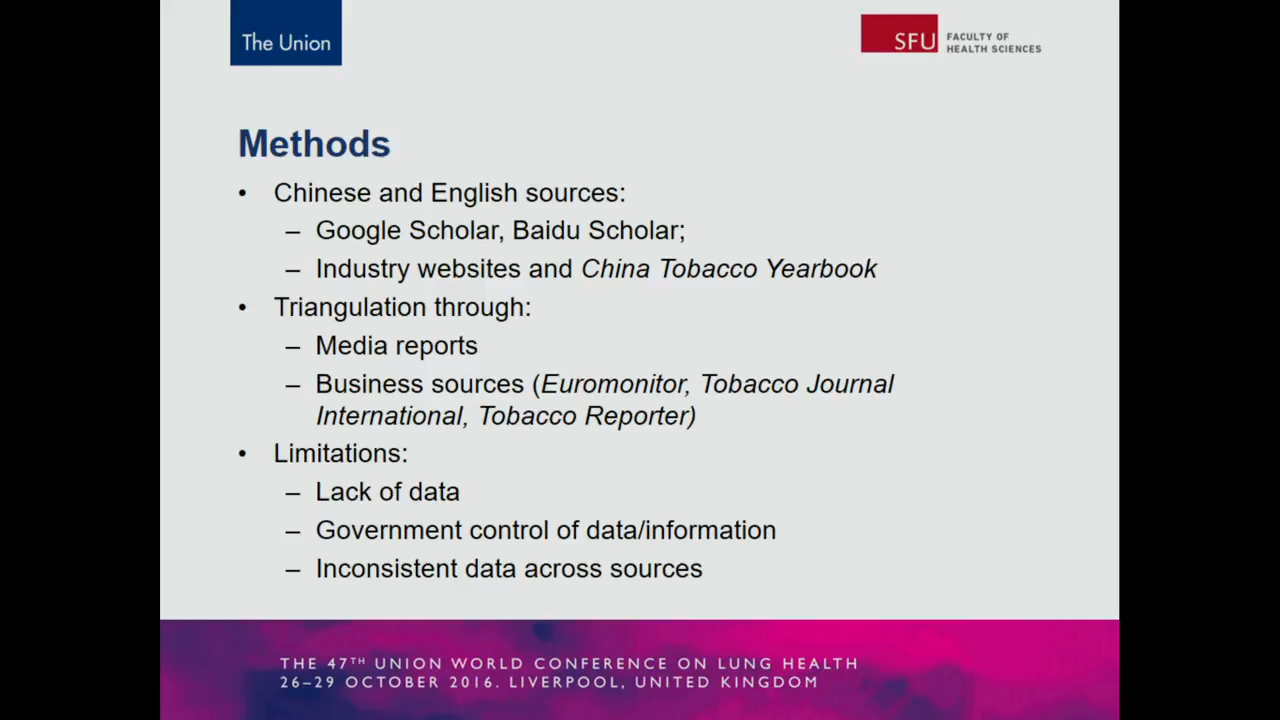 The Union
SFU
FACULTY OF
HEALTH SCIENCES
Methods
• Chinese and English sources:
– Google Scholar, Baidu Scholar;
– Industry websites and China Tobacco Yearbook
• Triangulation through:
– Media reports
– Business sources (Euromonitor, Tobacco Journal
International, Tobacco Reporter)
• Limitations:
– Lack of data
– Government control of data/information
– Inconsistent data across sources
THE 47TH UNION WORLD CONFERENCE ON LUNG HEALTH
26–29 OCTOBER 2016. LIVERPOOL, UNITED KINGDOM